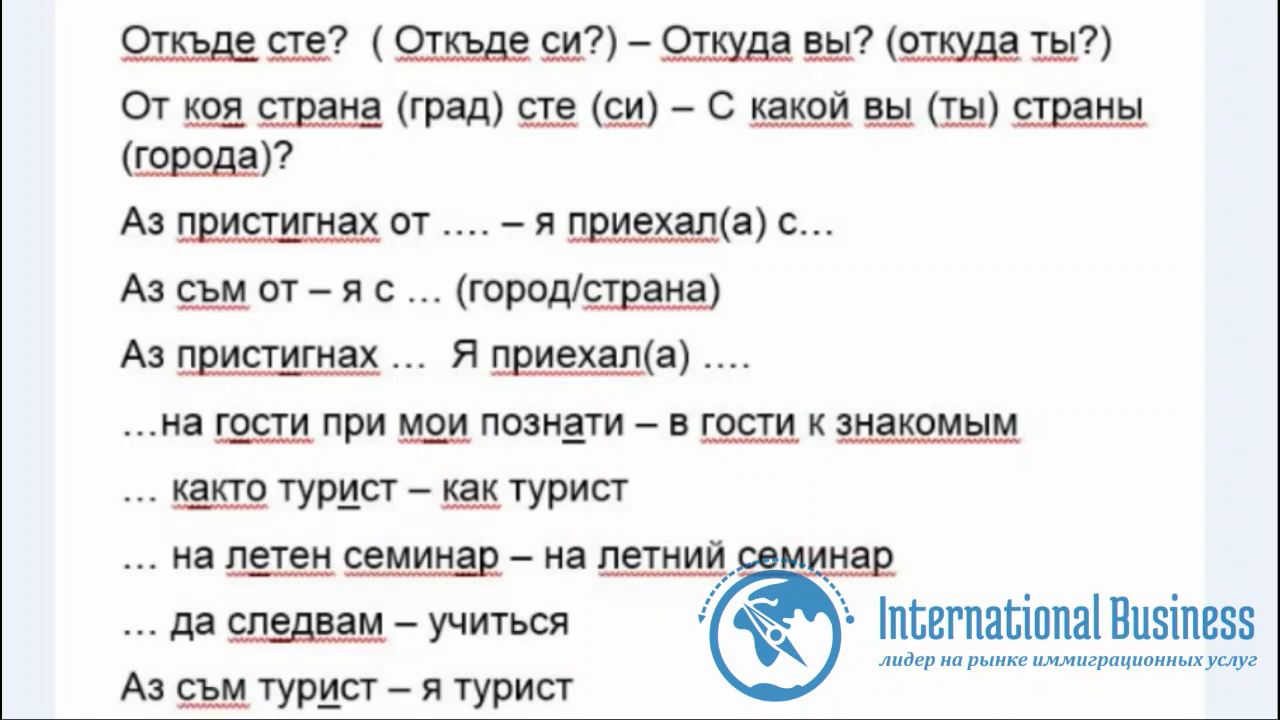 Откъде сте? ( Откъде си?) – Откуда вы? (откуда ты?)
От коя страна (град) сте (си) – С какой вы (ты) страны
(города)?
Аз пристигнах от …. – я приехал(а) с…
Аз съм от – я с … (город/страна)
Аз пристигнах … Я приехал(а) ….
…на гости при мои познати – в гости к знакомым
… както турист – как турист
… на летен семинар – на летний семинар
… да следвам – учиться
Аз съм турист – я турист
International Business
лидер на рынке иммиграционных услуг